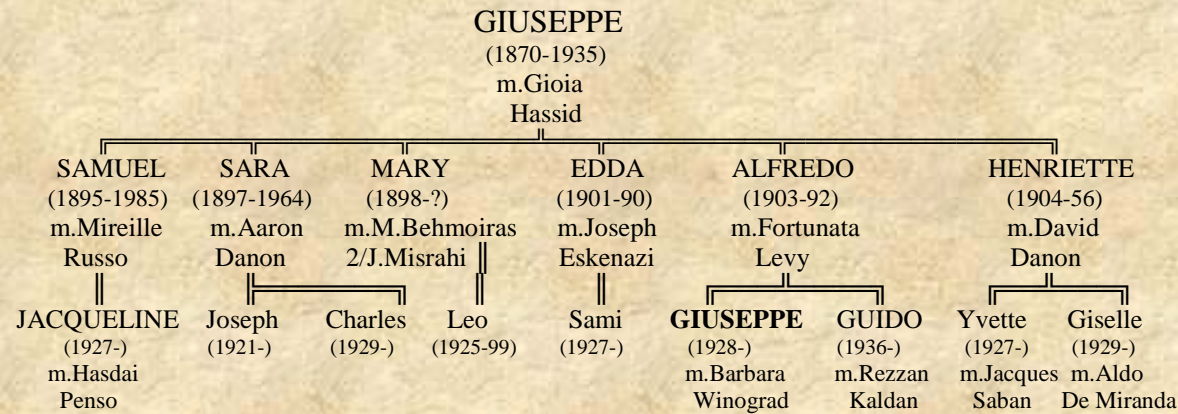 GIUSEPPE
(1870-1935)
m.Gioia
Hassid
SAMUEL SARA MARY EDDA ALFREDO HENRIETTE
(1895-1985) (1897-1964) (1898-?) (1901-90) (1903-92) (1904-56)
m.Mireille m.Aaron m.M.Behmoiras m.Joseph m.Fortunata m.David
Russo Danon 2/J.Misrahi Eskenazi Levy Danon
JACQUELINE Joseph Charles Leo Sami GIUSEPPE GUIDO Yvette Giselle
(1927-) (1921-) (1929-) (1925-99) (1927-) (1928-) (1936-) (1927-) (1929-)
m.Hasdai m.Barbara m.Rezzan m.Jacques m.Aldo
Penso Winograd Kaldan Saban De Miranda